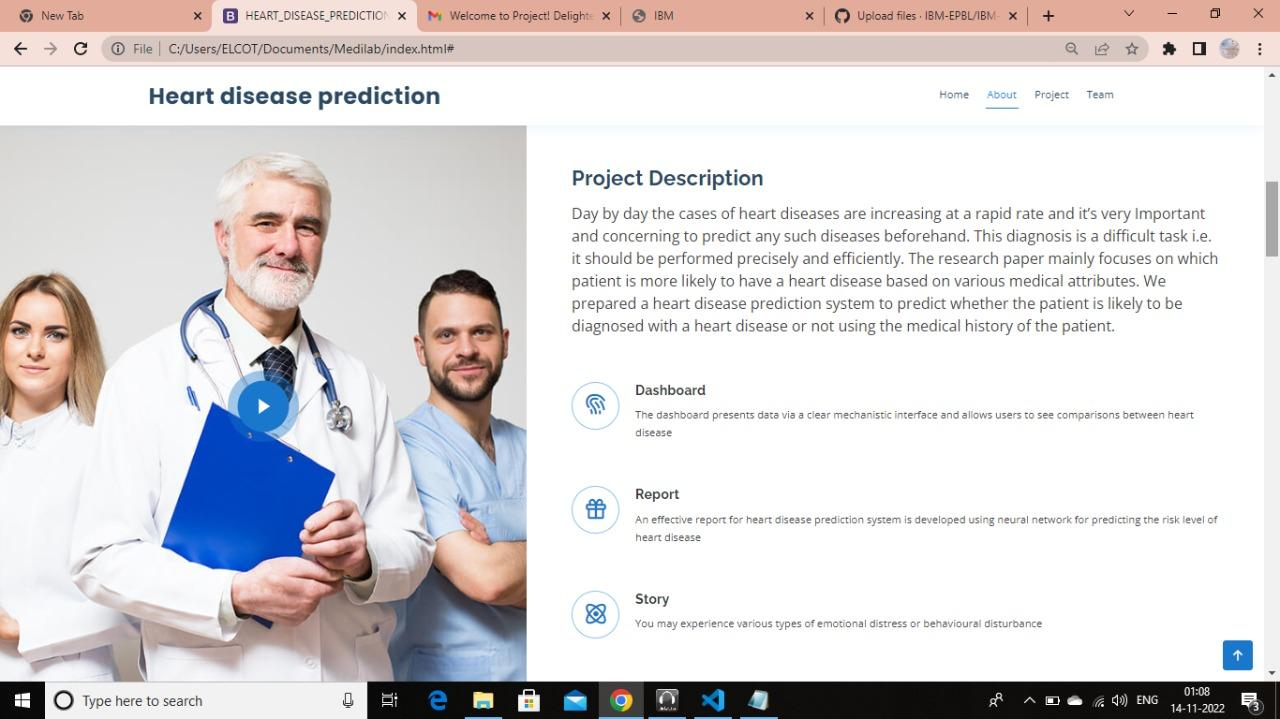 New Tab
HEART_DISEASE_PREDICTION
Welcome to Project! Delighte
IBM
Upload files · IBM-EPBL/IBM-
File
C:/Users/ELCOT/Documents/Medilab/index.html#
Heart disease prediction
Home
About
Project
Team
Project Description
Day by day the cases of heart diseases are increasing at a rapid rate and it’s very Important
and concerning to predict any such diseases beforehand. This diagnosis is a difficult task i.e.
it should be performed precisely and efficiently. The research paper mainly focuses on which
patient is more likely to have a heart disease based on various medical attributes. We
prepared a heart disease prediction system to predict whether the patient is likely to be
diagnosed with a heart disease or not using the medical history of the patient.
Dashboard
The dashboard presents data via a clear mechanistic interface and allows users to see comparisons between heart
disease
Report
An effective report for heart disease prediction system is developed using neural network for predicting the risk level of
heart disease
Story
You may experience various types of emotional distress or behavioural disturbance
Type here to search
ENG
01:08
14-11-2022
3